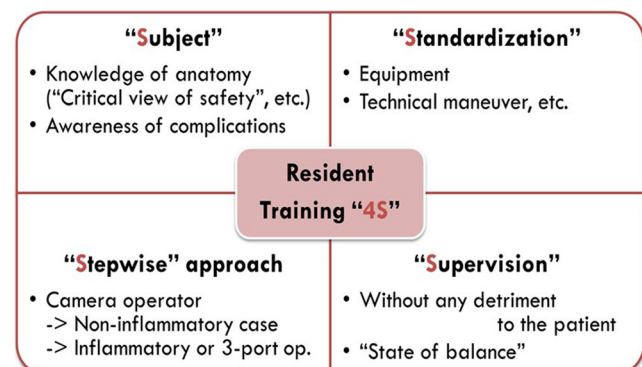 “Subject”
• Knowledge of anatomy
(“Critical view of safety”, etc.)
• Awareness of complications
“Standardization”
• Equipment
• Technical maneuver, etc.
Resident
Training “4S”
“Stepwise” approach
• Camera operator
-> Non-inflammatory case
-> Inflammatory or 3-port op.
“Supervision”
• Without any detriment
to the patient
• “State of balance”